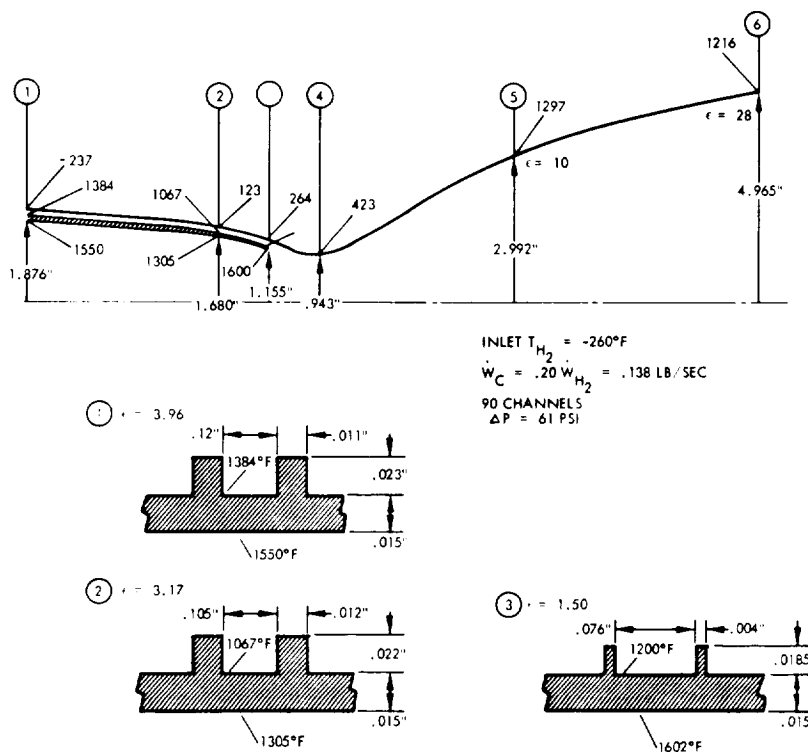 6
1216
1
2
4
5
1297
-237
1384
1067
123
264
423
ε = 28
ε = 10
4.965"
1550
1305
1600
2.992"
1.876"
1.155"
1.680"
.943"
INLET T H2 = -260°F
Ẇ C = .20 Ẇ H2 = .138 LB/SEC
90 CHANNELS
ΔP = 61 PSI
1 ε = 3.96
.12" .011"
1384°F
.023"
.015"
1550°F
2 ε = 3.17
.105" .012"
1067°F
.022"
.015"
1305°F
3 ε = 1.50
.076" .004"
1200°F
.0185
.015
1602°F